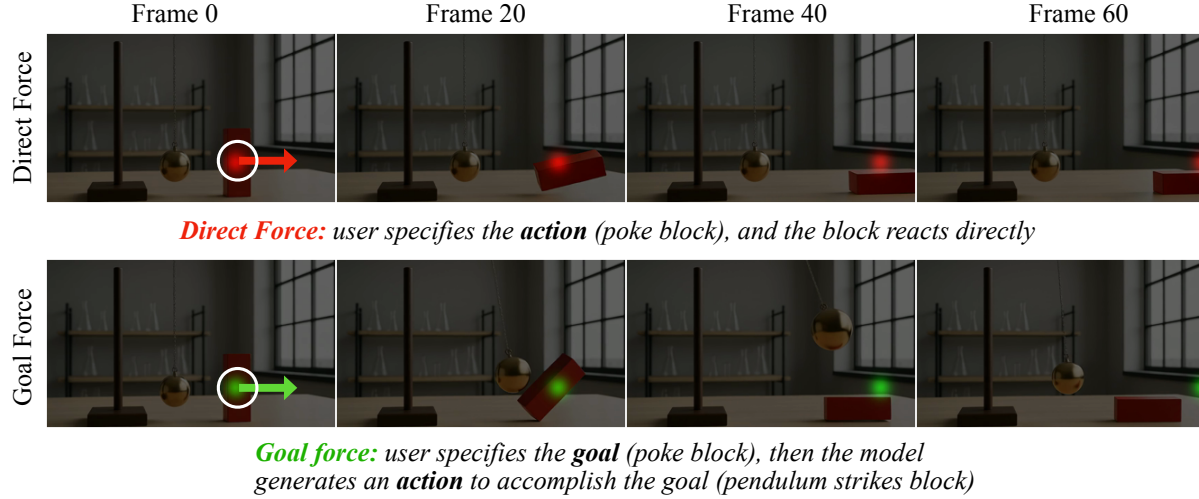 Frame 0 Frame 20 Frame 40 Frame 60
Direct Force
Direct Force: user specifies the action (poke block), and the block reacts directly
Goal Force
Goal force: user specifies the goal (poke block), then the model
generates an action to accomplish the goal (pendulum strikes block)